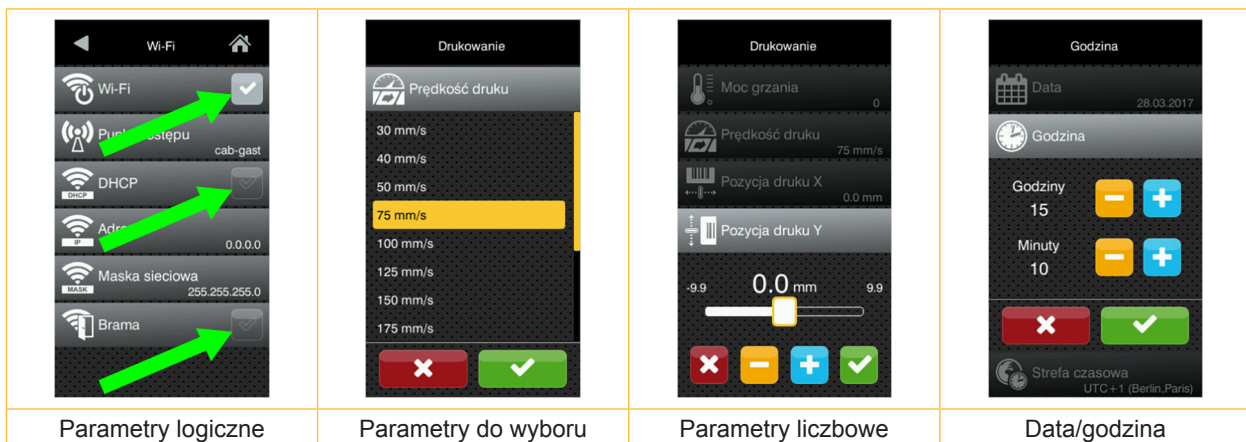 Wi-Fi
Wi-Fi
cab-gast
DHCP
DHCP
IP
0.0.0.0
Maska sieciowa
MASK
255.255.255.0
Brama
Parametry logiczne
Drukowanie
Prędkość druku
30 mm/s
40 mm/s
50 mm/s
75 mm/s
100 mm/s
125 mm/s
150 mm/s
175 mm/s
Parametry do wyboru
Drukowanie
Moc grzania
0
Prędkość druku
75 mm/s
Pozycja druku X
0.0 mm
Pozycja druku Y
-9.9 0.0 mm 9.9
Parametry liczbowe
Godzina
Data
28.03.2017
Godzina
Godziny
15
Minuty
10
Strefa czasowa
UTC+1 (Berlin,Paris)
Data/godzina